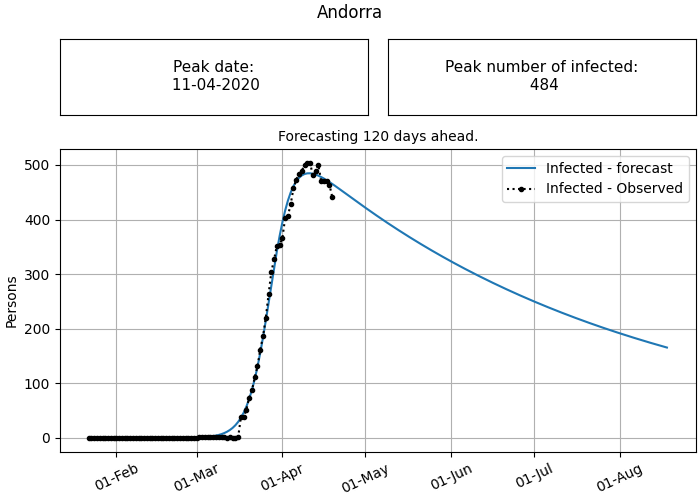 Andorra
Peak date:
11-04-2020
Peak number of infected:
484
Forecasting 120 days ahead.
Infected - forecast
Infected - Observed
Persons
500
400
300
200
100
0
01-Feb
01-Mar
01-Apr
01-May
01-Jun
01-Jul
01-Aug